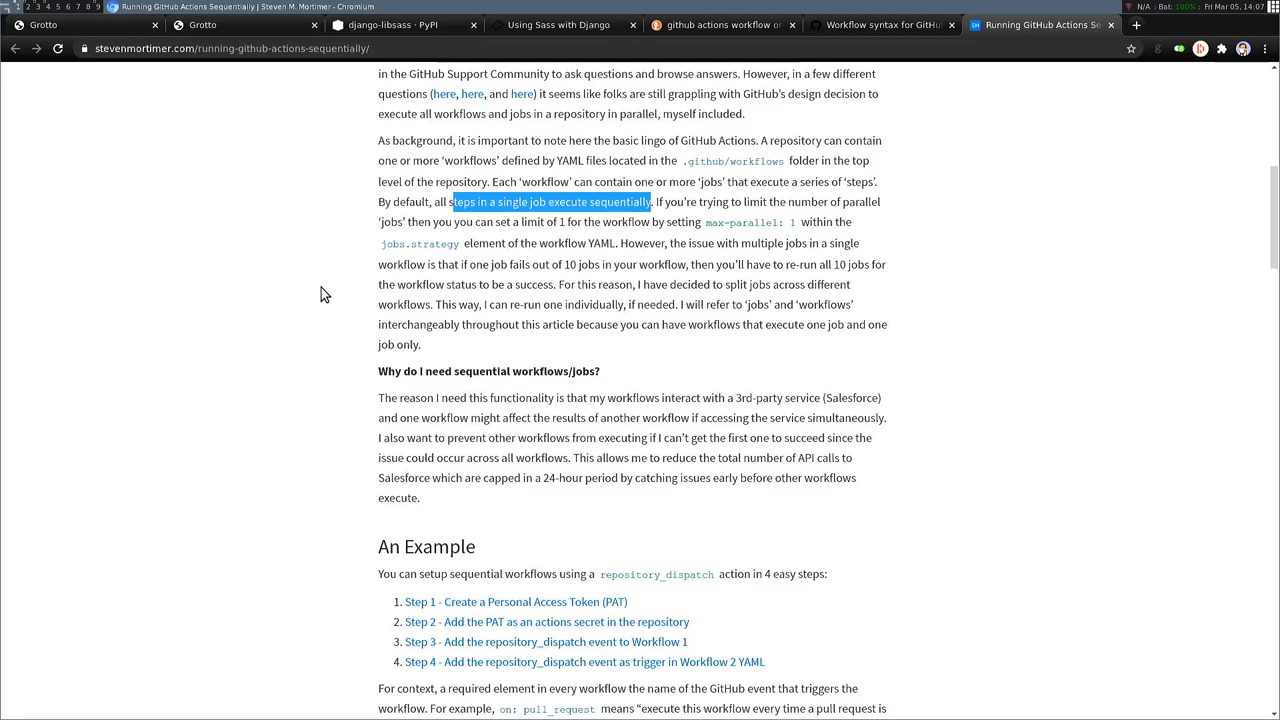 1 2 3 4 5 6 7 8 9 Running GitHub Actions Sequentially | Steven M. Mortimer - Chromium N/A | Bat: 100% | Fri Mar 05, 14:07
Grotto × Grotto × django-libsass · PyPI × Using Sass with Django × github actions workflow or × Workflow syntax for GitHu × Running GitHub Actions Se × +
stevenmortimer.com/running-github-actions-sequentially/
in the GitHub Support Community to ask questions and browse answers. However, in a few different
questions (here, here, and here) it seems like folks are still grappling with GitHub’s design decision to
execute all workflows and jobs in a repository in parallel, myself included.
As background, it is important to note here the basic lingo of GitHub Actions. A repository can contain
one or more ‘workflows’ defined by YAML files located in the .github/workflows folder in the top
level of the repository. Each ‘workflow’ can contain one or more ‘jobs’ that execute a series of ‘steps’.
By default, all steps in a single job execute sequentially. If you’re trying to limit the number of parallel
‘jobs’ then you you can set a limit of 1 for the workflow by setting max-parallel: 1 within the
jobs.strategy element of the workflow YAML. However, the issue with multiple jobs in a single
workflow is that if one job fails out of 10 jobs in your workflow, then you’ll have to re-run all 10 jobs for
the workflow status to be a success. For this reason, I have decided to split jobs across different
workflows. This way, I can re-run one individually, if needed. I will refer to ‘jobs’ and ‘workflows’
interchangeably throughout this article because you can have workflows that execute one job and one
job only.
Why do I need sequential workflows/jobs?
The reason I need this functionality is that my workflows interact with a 3rd-party service (Salesforce)
and one workflow might affect the results of another workflow if accessing the service simultaneously.
I also want to prevent other workflows from executing if I can’t get the first one to succeed since the
issue could occur across all workflows. This allows me to reduce the total number of API calls to
Salesforce which are capped in a 24-hour period by catching issues early before other workflows
execute.
An Example
You can setup sequential workflows using a repository_dispatch action in 4 easy steps:
1. Step 1 - Create a Personal Access Token (PAT)
2. Step 2 - Add the PAT as an actions secret in the repository
3. Step 3 - Add the repository_dispatch event to Workflow 1
4. Step 4 - Add the repository_dispatch event as trigger in Workflow 2 YAML
For context, a required element in every workflow the name of the GitHub event that triggers the
workflow. For example, on: pull_request means “execute this workflow every time a pull request is